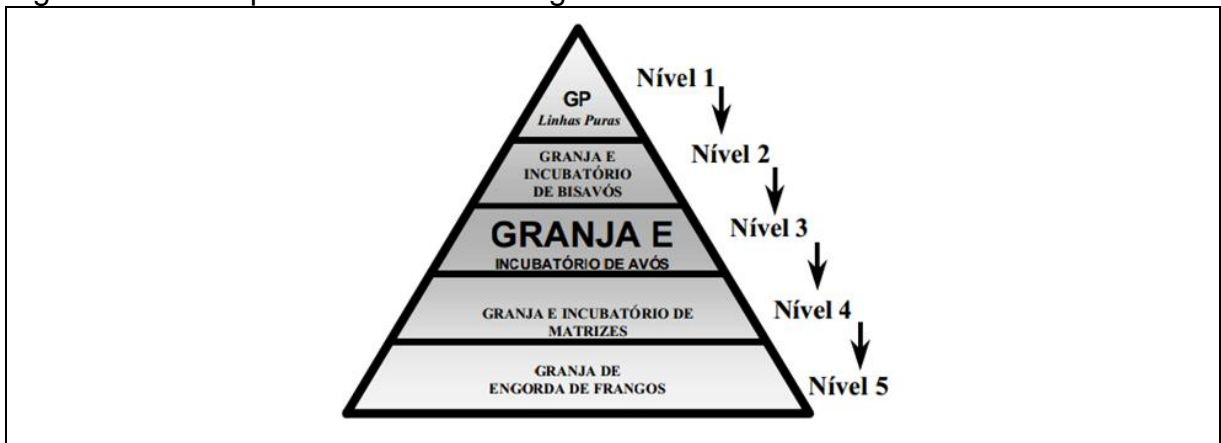 GP
Linhas Puras
Nível 1
GRANJA E
INCUBATÓRIO
DE BISAVÓS
Nível 2
GRANJA E
INCUBATÓRIO DE AVÓS
Nível 3
GRANJA E INCUBATÓRIO DE
MATRIZES
Nível 4
GRANJA DE
ENGORDA DE FRANGOS
Nível 5